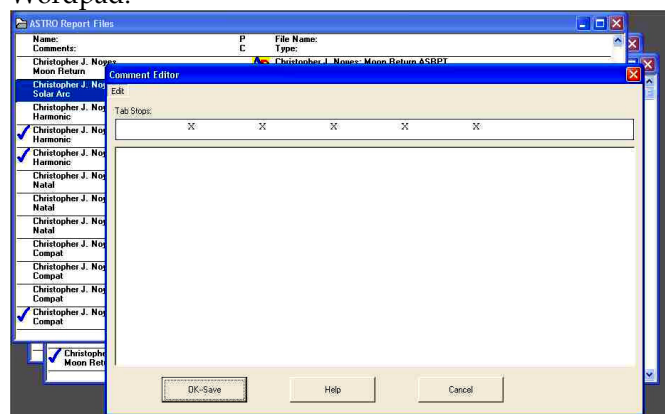 Wordpad.
ASTRO Report Files
Name: P File Name:
Comments: C Type:
Christopher J. Noyes Christopher J. Noyes: Moon Return ASRPT
Moon Return
Comment Editor
Christopher J. Noy
Solar Arc
Edit
Christopher J. Noy
Harmonic
Tab Stops:
X X X X X
Christopher J. Noy
Harmonic
Christopher J. Noy
Harmonic
Christopher J. Noy
Natal
Christopher J. Noy
Natal
Christopher J. Noy
Natal
Christopher J. Noy
Compat
Christopher J. Noy
Compat
Christopher J. Noy
Compat
Christopher J. Noy
Compat
Christophe
Moon Retu
OK-Save Help Cancel